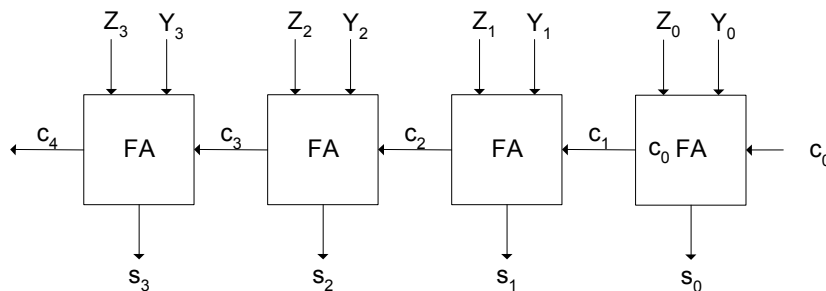 Z₃ Y₃ Z₂ Y₂ Z₁ Y₁ Z₀ Y₀
c₄ FA c₃ FA c₂ FA c₁ c₀ FA c₀
s₃ s₂ s₁ s₀